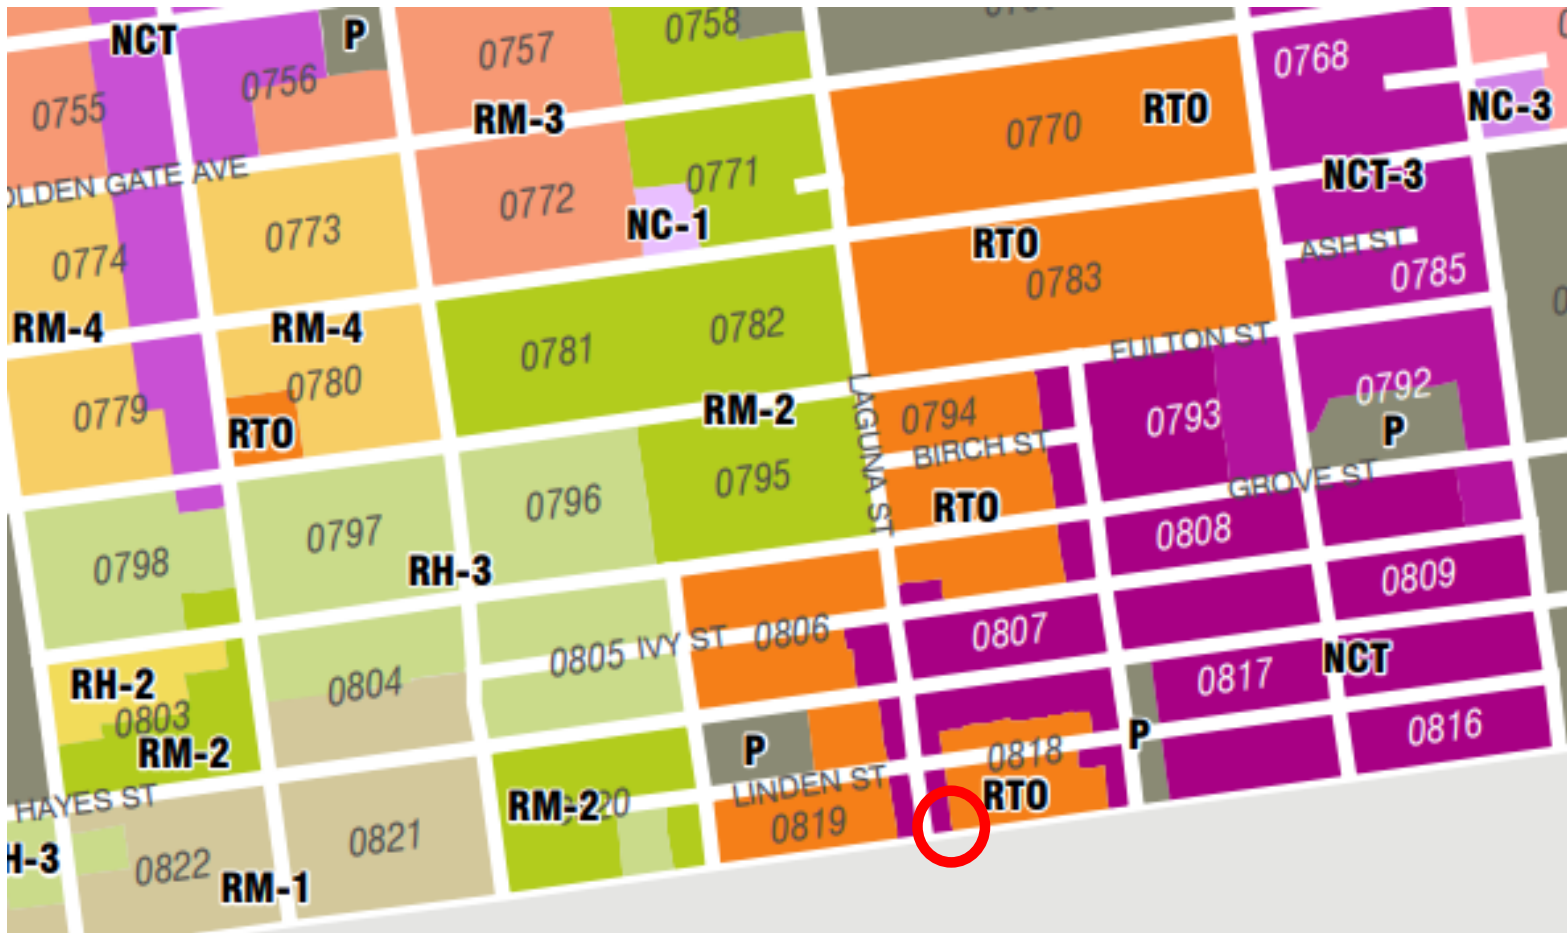 NCT
P
0757
0758
0768
0755
0756
RM-3
0770
RTO
NC-3
OLDEN GATE AVE
0772
0771
NCT-3
0774
0773
NC-1
RTO
0783
ASH ST
0785
RM-4
RM-4
0781
0782
FULTON ST
0779
0780
RTO
RM-2
LAGUNA ST
0794
BIRCH ST
0793
0792
P
0798
0797
0796
0795
RTO
GROVE ST
0808
RH-3
0809
RH-2
0803
RM-2
0804
0805
IVY ST
0806
0807
0817
NCT
HAYES ST
RM-2
20
P
LINDEN ST
0818
RTO
P
0816
H-3
0822
RM-1
0821
0819